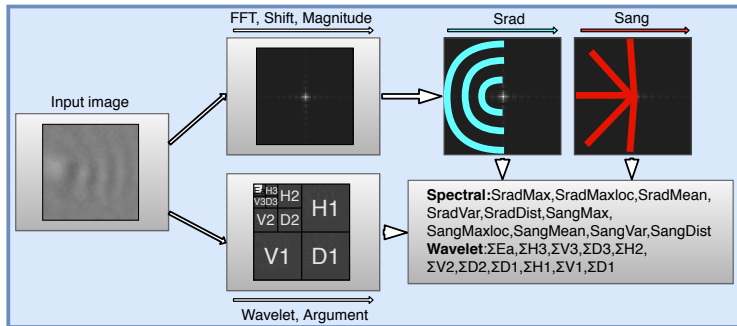 FFT, Shift, Magnitude
Srad
Sang
Input image
H3
H2
V3D3
H1
V2 D2
V1 D1
Wavelet, Argument
Spectral:SradMax,SradMaxloc,SradMean,
SradVar,SradDist,SangMax,
SangMaxloc,SangMean,SangVar,SangDist
Wavelet:ΣEa,ΣH3,ΣV3,ΣD3,ΣH2,
ΣV2,ΣD2,ΣD1,ΣH1,ΣV1,ΣD1